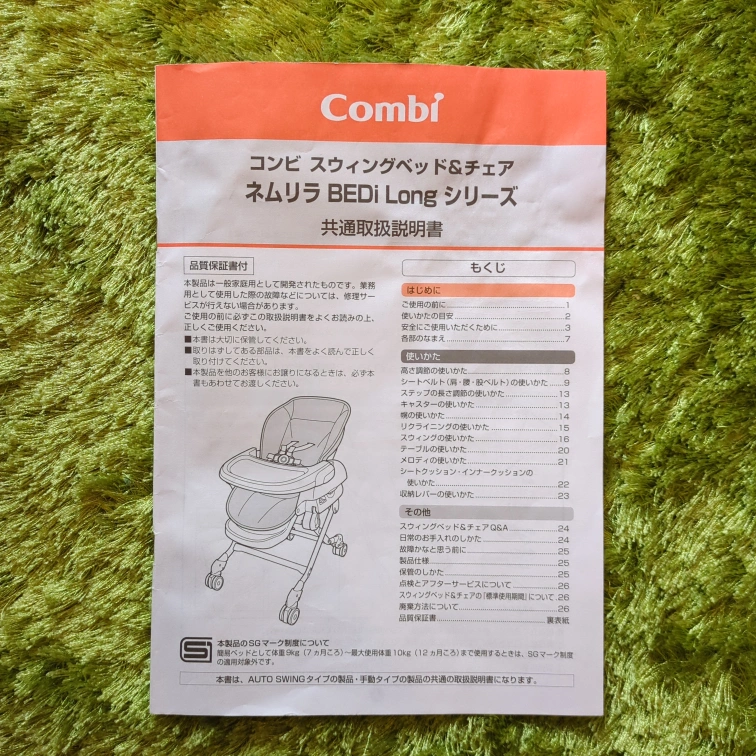 Combi
コンビ スウィングベッド&チェア
ネムリラ BEDi Long シリーズ
共通取扱説明書
品質保証書付
本製品は一般家庭用として開発されたものです。業務
用として使用した際の故障などについては、修理サー
ビスが行えない場合があります。
ご使用の前に必ずこの取扱説明書をよくお読みの上、
正しくご使用ください。
■本書は大切に保管してください。
■取りはずしてある部品は、本書をよく読んで正しく
取り付けてください。
■本製品を他のお客様にお譲りになるときは、必ず本
書もあわせてお渡しください。
もくじ
はじめに
ご使用の前に 1
使いかたの目安 2
安全にご使用いただくために 3
各部のなまえ 7
使いかた
高さ調節の使いかた 8
シートベルト(肩・腰・股ベルト)の使いかた 9
ステップの長さ調節の使いかた 13
キャスターの使いかた 13
幌の使いかた 14
リクライニングの使いかた 15
スウィングの使いかた 16
テーブルの使いかた 20
メロディの使いかた 21
シートクッション・インナークッションの
使いかた 22
収納レバーの使いかた 23
その他
スウィングベッド&チェアQ&A 24
日常のお手入れのしかた 24
故障かなと思う前に 25
製品仕様 25
保管のしかた 25
点検とアフターサービスについて 26
スウィングベッド&チェアの「標準使用期間」について 26
廃棄方法について 26
品質保証書 裏表紙
本製品のSGマーク制度について
簡易ベッドとして体重9kg(7ヵ月ころ)〜最大使用体重10kg(12ヵ月ころ)まで使用するときは、SGマーク制度
の適用対象外です。
本書は、AUTO SWINGタイプの製品・手動タイプの製品の共通の取扱説明書になります。